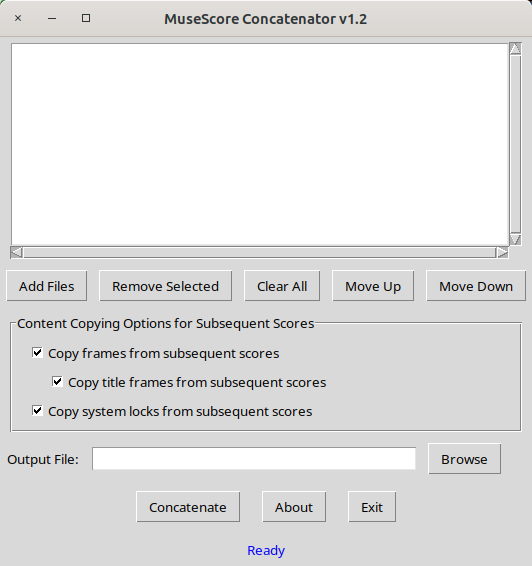 MuseScore Concatenator v1.2
Add Files Remove Selected Clear All Move Up Move Down
Content Copying Options for Subsequent Scores
Copy frames from subsequent scores
Copy title frames from subsequent scores
Copy system locks from subsequent scores
Output File: Browse
Concatenate About Exit
Ready